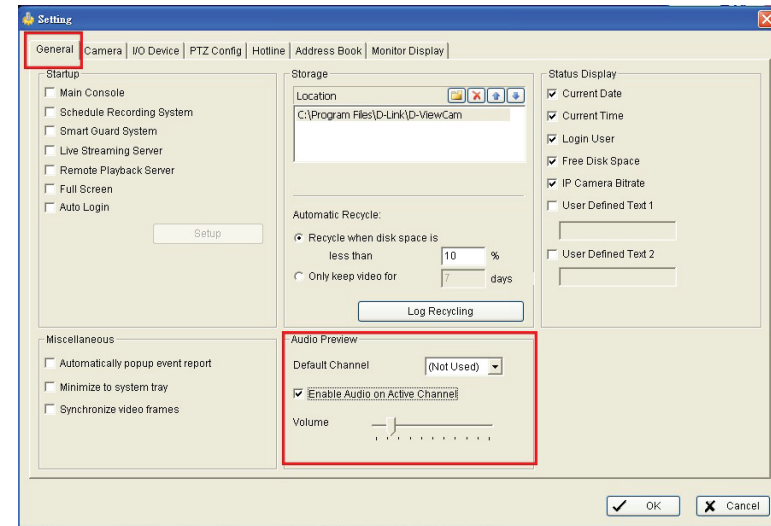 Setting
General Camera I/O Device PTZ Config Hotline Address Book Monitor Display
Startup
Main Console
Schedule Recording System
Smart Guard System
Live Streaming Server
Remote Playback Server
Full Screen
Auto Login
Setup
Storage
Location
C:\Program Files\D-Link\D-ViewCam
Automatic Recycle:
Recycle when disk space is
less than 10 %
Only keep video for 7 days
Log Recycling
Status Display
Current Date
Current Time
Login User
Free Disk Space
IP Camera Bitrate
User Defined Text 1
User Defined Text 2
Miscellaneous
Automatically popup event report
Minimize to system tray
Synchronize video frames
Audio Preview
Default Channel (Not Used)
Enable Audio on Active Channel
Volume
OK Cancel